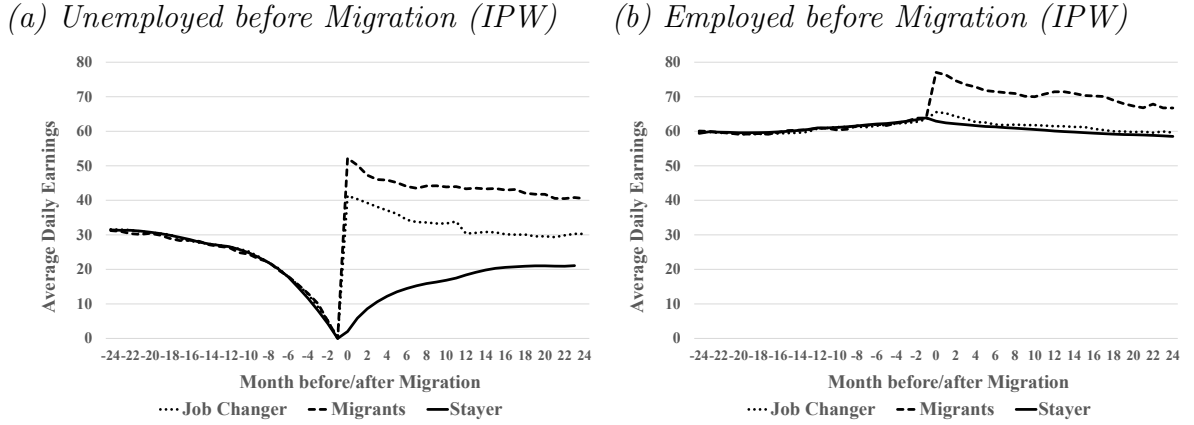 (a) Unemployed before Migration (IPW)
80
70
60
50
40
30
20
10
0
Average Daily Earnings
-24-22-20-18-16-14-12-10 -8 -6 -4 -2 0 2 4 6 8 10 12 14 16 18 20 22 24
Month before/after Migration
Job Changer Migrants Stayer
(b) Employed before Migration (IPW)
80
70
60
50
40
30
20
10
0
Average Daily Earnings
-24-22-20-18-16-14-12-10 -8 -6 -4 -2 0 2 4 6 8 10 12 14 16 18 20 22 24
Month before/after Migration
Job Changer Migrants Stayer